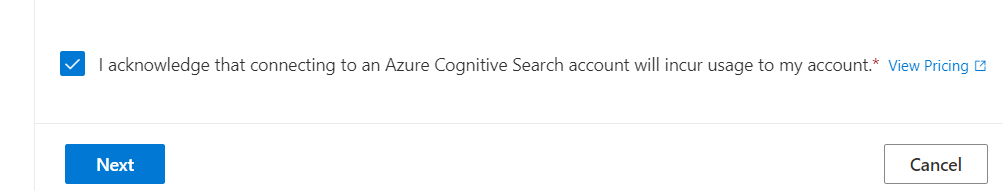 I acknowledge that connecting to an Azure Cognitive Search account will incur usage to my account.* View Pricing
Next Cancel